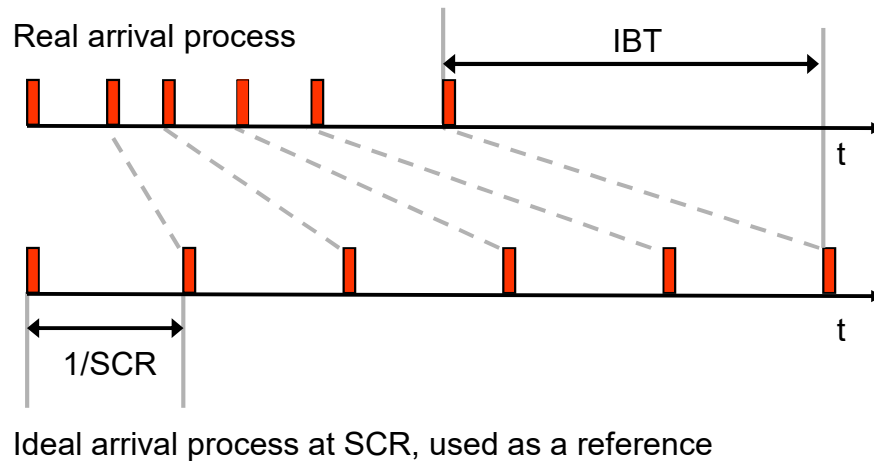 Real arrival process
IBT
t
t
1/SCR
Ideal arrival process at SCR, used as a reference